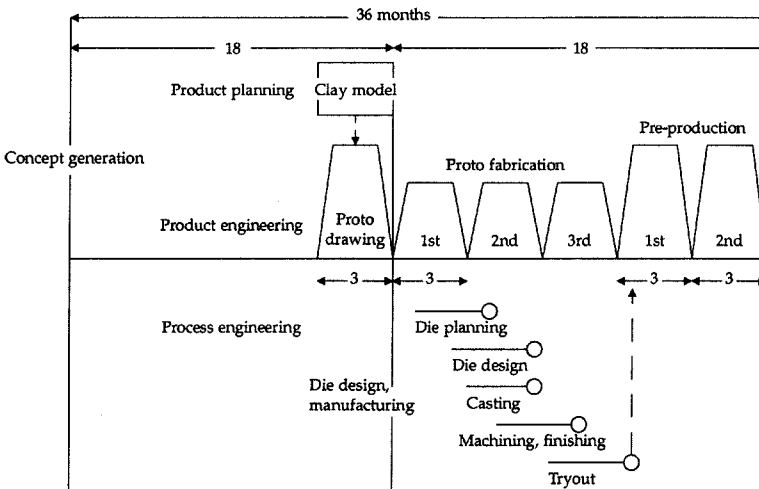 36 months
18
18
Product planning
Clay model
Pre-production
Concept generation
Proto fabrication
Product engineering
Proto
drawing
1st
2nd
3rd
1st
2nd
3
3
3
3
Process engineering
Die planning
Die design
Die design,
manufacturing
Casting
Machining, finishing
Tryout